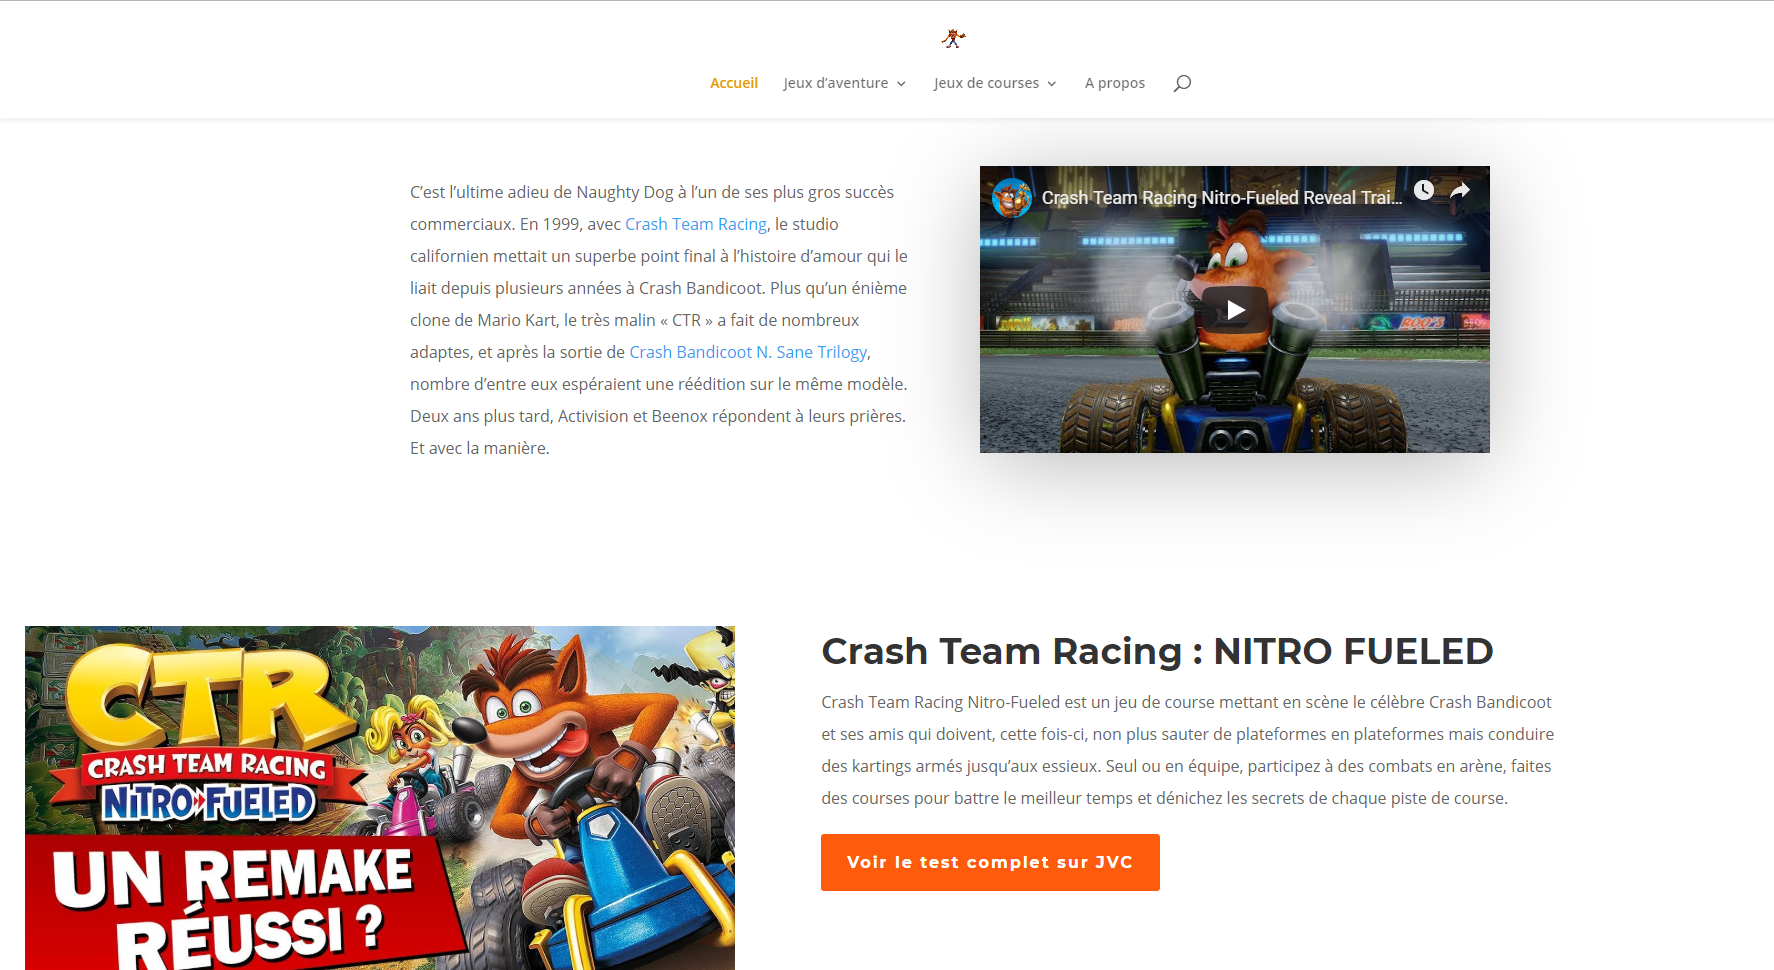 Accueil Jeux d’aventure Jeux de courses A propos
C’est l’ultime adieu de Naughty Dog à l’un de ses plus gros succès
commerciaux. En 1999, avec Crash Team Racing, le studio
californien mettait un superbe point final à l’histoire d’amour qui le
liait depuis plusieurs années à Crash Bandicoot. Plus qu’un énième
clone de Mario Kart, le très malin « CTR » a fait de nombreux
adaptes, et après la sortie de Crash Bandicoot N. Sane Trilogy,
nombre d’entre eux espéraient une réédition sur le même modèle.
Deux ans plus tard, Activision et Beenox répondent à leurs prières.
Et avec la manière.
Crash Team Racing Nitro-Fueled Reveal Trai...
ROO'S
CTR
CRASH TEAM RACING
NITRO FUELED
UN REMAKE
RÉUSSI ?
Crash Team Racing : NITRO FUELED
Crash Team Racing Nitro-Fueled est un jeu de course mettant en scène le célèbre Crash Bandicoot
et ses amis qui doivent, cette fois-ci, non plus sauter de plateformes en plateformes mais conduire
des kartings armés jusqu’aux essieux. Seul ou en équipe, participez à des combats en arène, faites
des courses pour battre le meilleur temps et dénichez les secrets de chaque piste de course.
Voir le test complet sur JVC